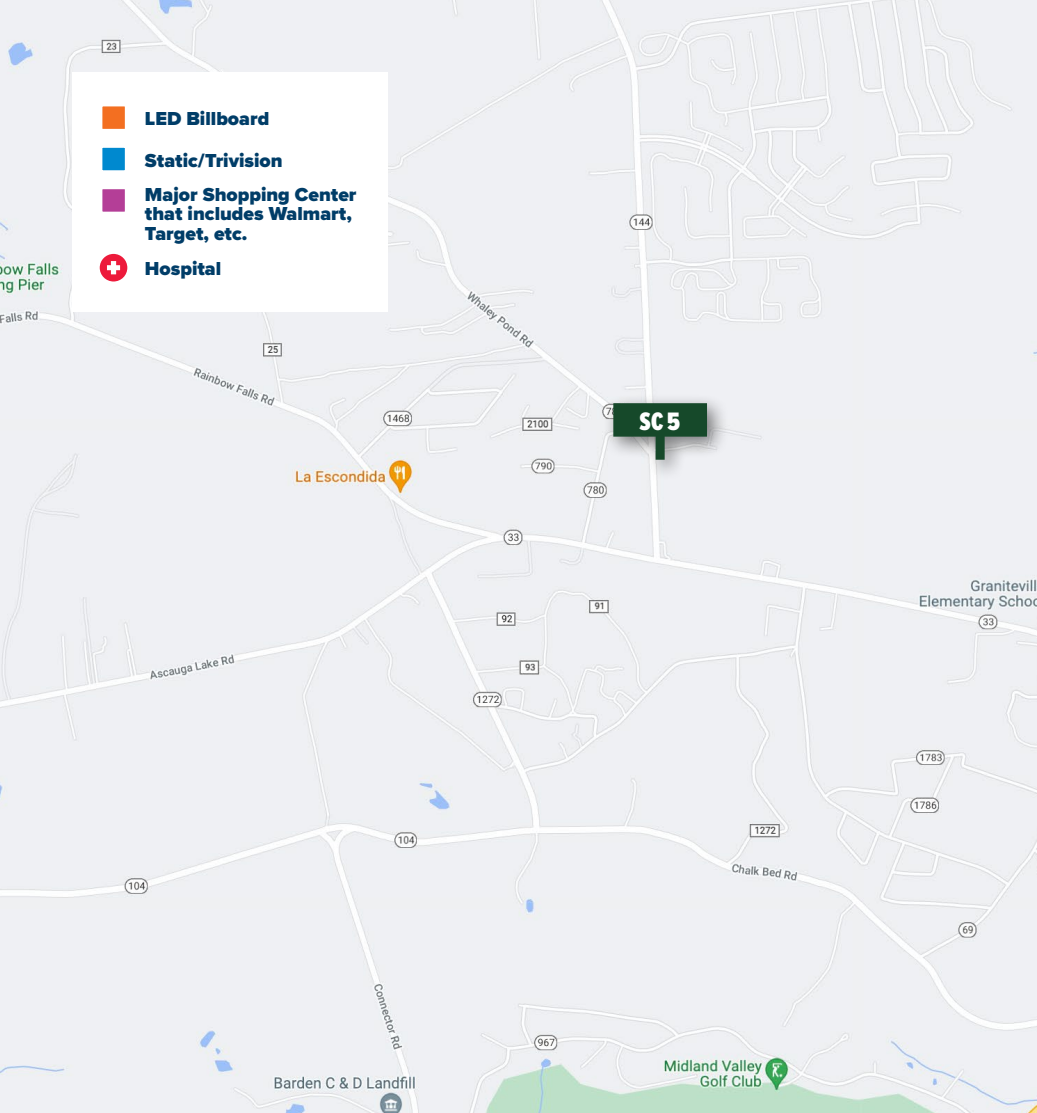 23
LED Billboard
Static/Trivision
Major Shopping Center
that includes Walmart,
Target, etc.
Hospital
144
bow Falls
ng Pier
Falls Rd
Whaley Pond Rd
25
Rainbow Falls Rd
1468
2100
78
SC 5
La Escondida
790
780
33
Granitevill
Elementary Schoo
33
92
91
93
Ascauga Lake Rd
1272
1783
1786
1272
104
104
Chalk Bed Rd
69
Connector Rd
967
Midland Valley
Golf Club
Barden C & D Landfill